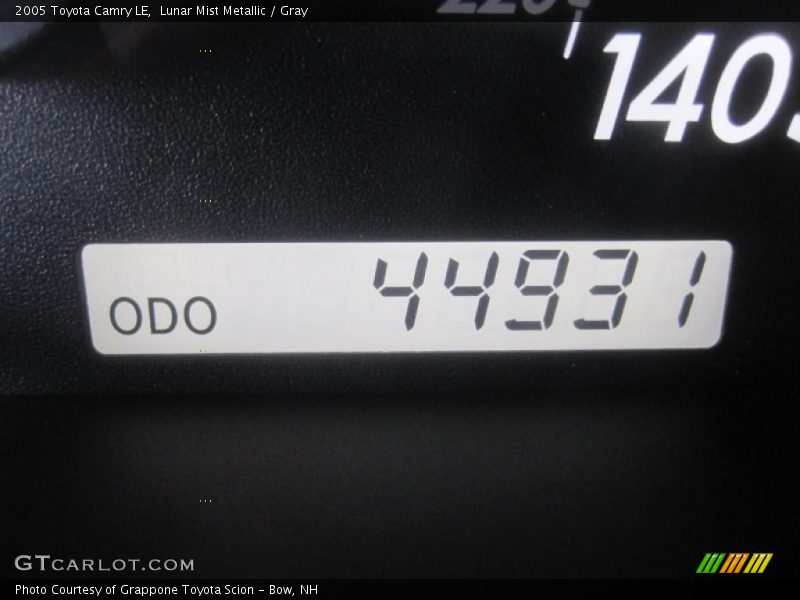 2005 Toyota Camry LE, Lunar Mist Metallic / Gray
220
140
ODO 44931
GTCARLOT.COM
Photo Courtesy of Grappone Toyota Scion - Bow, NH